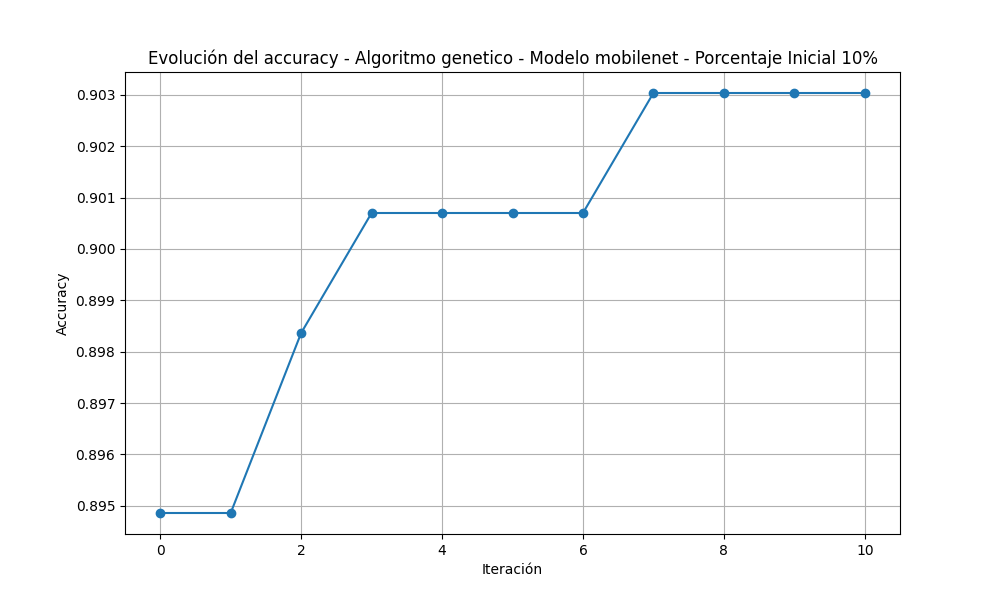 Evolución del accuracy - Algoritmo genetico - Modelo mobilenet - Porcentaje Inicial 10%
0.903
0.902
0.901
0.900
0.899
0.898
0.897
0.896
0.895
Accuracy
0 2 4 6 8 10
Iteración